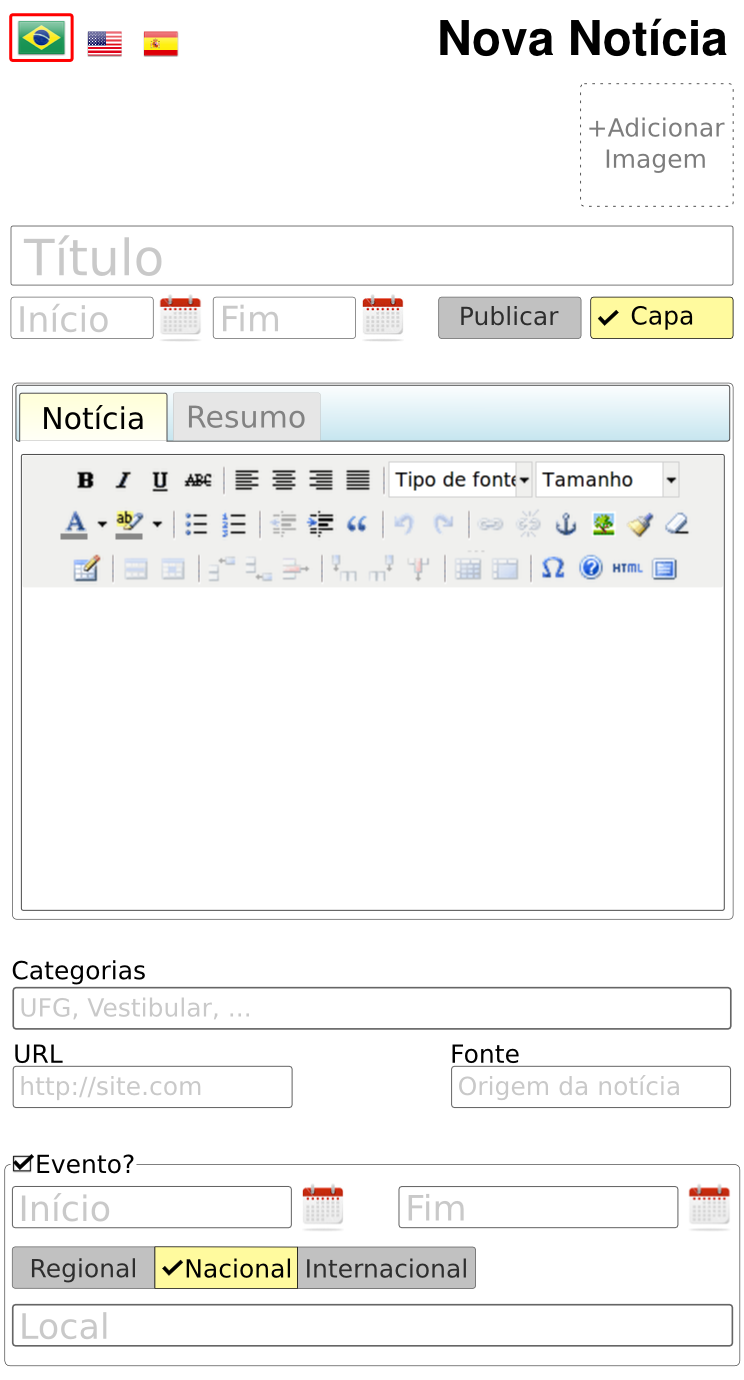 Nova Notícia
+Adicionar
Imagem
Título
Início
Fim
Publicar
Capa
Notícia
Resumo
B I U ABC
Tipo de fonte
Tamanho
A
ab
Ω
?
HTML
Categorias
UFG, Vestibular, ...
URL
Fonte
http://site.com
Origem da notícia
Evento?
Início
Fim
Regional
Nacional
Internacional
Local